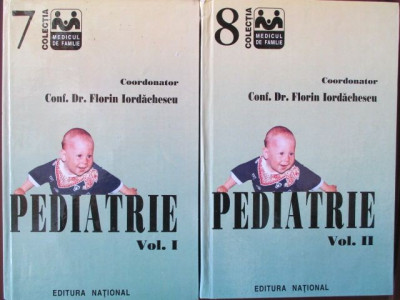 7
COLECȚIA
MEDICUL
DE FAMILIE
Coordonator
Conf. Dr. Florin Iordăchescu
PEDIATRIE
Vol. I
EDITURA NAȚIONAL
8
COLECȚIA
MEDICUL
DE FAMILIE
Coordonator
Conf. Dr. Florin Iordăchescu
PEDIATRIE
Vol. II
EDITURA NAȚIONAL